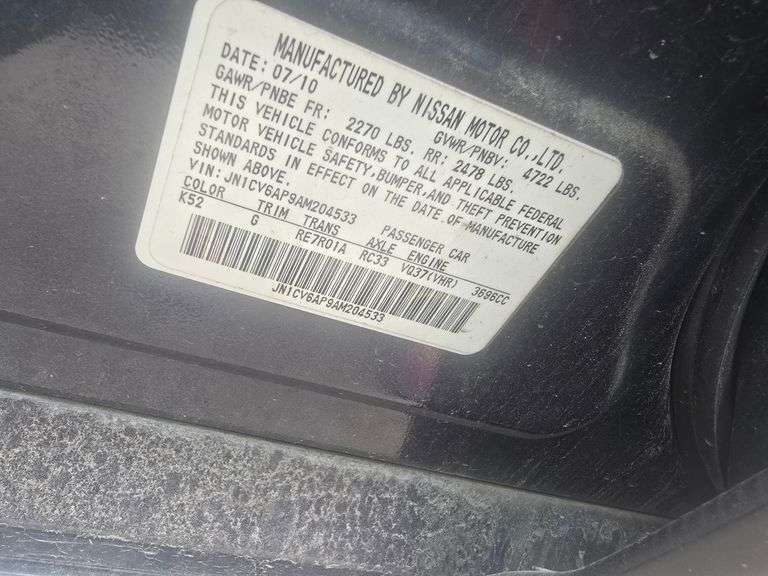 MANUFACTURED BY NISSAN MOTOR CO.,LTD.
DATE: 07/10 GVWR/PNBV: 4722 LBS.
GAWR/PNBE FR: 2270 LBS. RR: 2478 LBS.
THIS VEHICLE CONFORMS TO ALL APPLICABLE FEDERAL
MOTOR VEHICLE SAFETY,BUMPER,AND THEFT PREVENTION
STANDARDS IN EFFECT ON THE DATE OF MANUFACTURE
SHOWN ABOVE.
VIN: JN1CV6AP9AM204533 PASSENGER CAR
COLOR TRIM TRANS AXLE ENGINE
K52 G RE7R01A RC33 VQ37(VHR) 3696CC
JN1CV6AP9AM204533